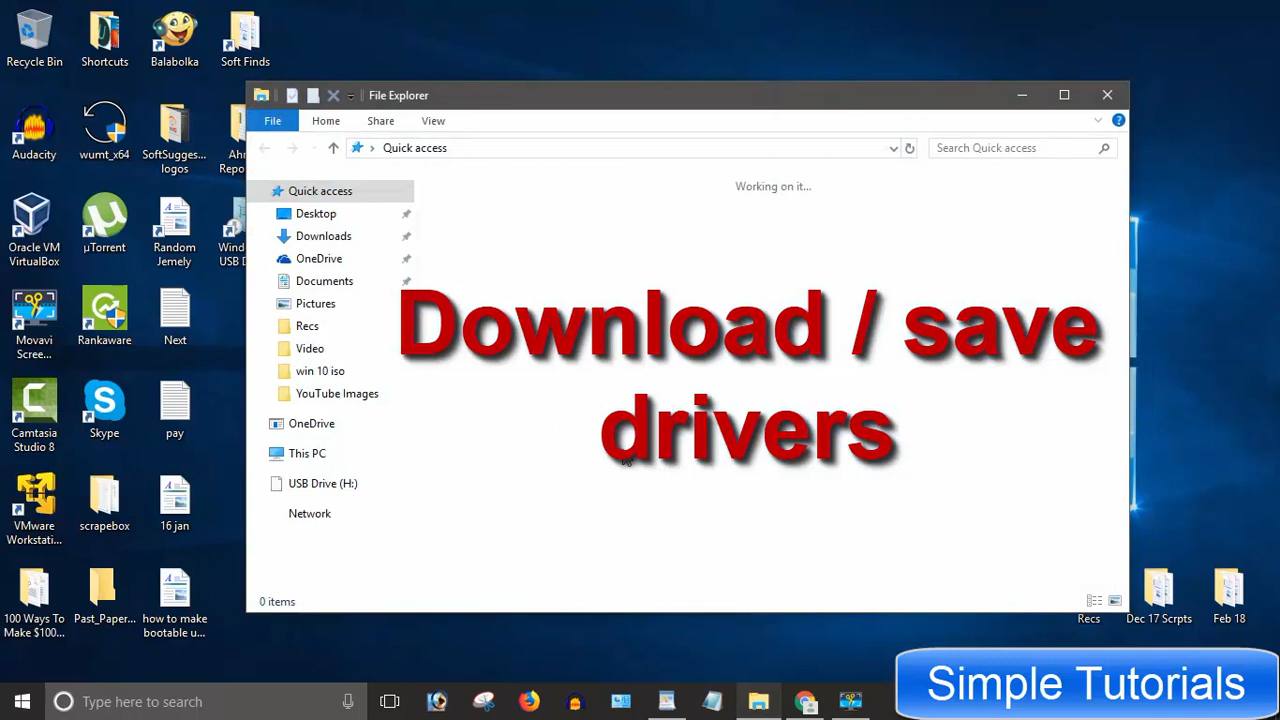 Recycle Bin
Shortcuts
Balabolka
Soft Finds
File Explorer
File Home Share View
Quick access
Search Quick access
Working on it...
Quick access
Desktop
Downloads
OneDrive
Documents
Pictures
Recs
Video
win 10 iso
YouTube Images
OneDrive
This PC
USB Drive (H:)
Network
0 items
Download / save
drivers
Audacity
wumt_x64
SoftSugges...
logos
Ahr
Repo
Oracle VM
VirtualBox
µTorrent
Random
Jemely
Wind
USB D
Movavi
Scree...
Rankaware
Next
Camtasia
Studio 8
Skype
pay
VMware
Workstati...
scrapebox
16 jan
100 Ways To
Make $100...
Past_Paper...
how to make
bootable u...
Recs
Dec 17 Scrpts
Feb 18
Type here to search
Simple Tutorials